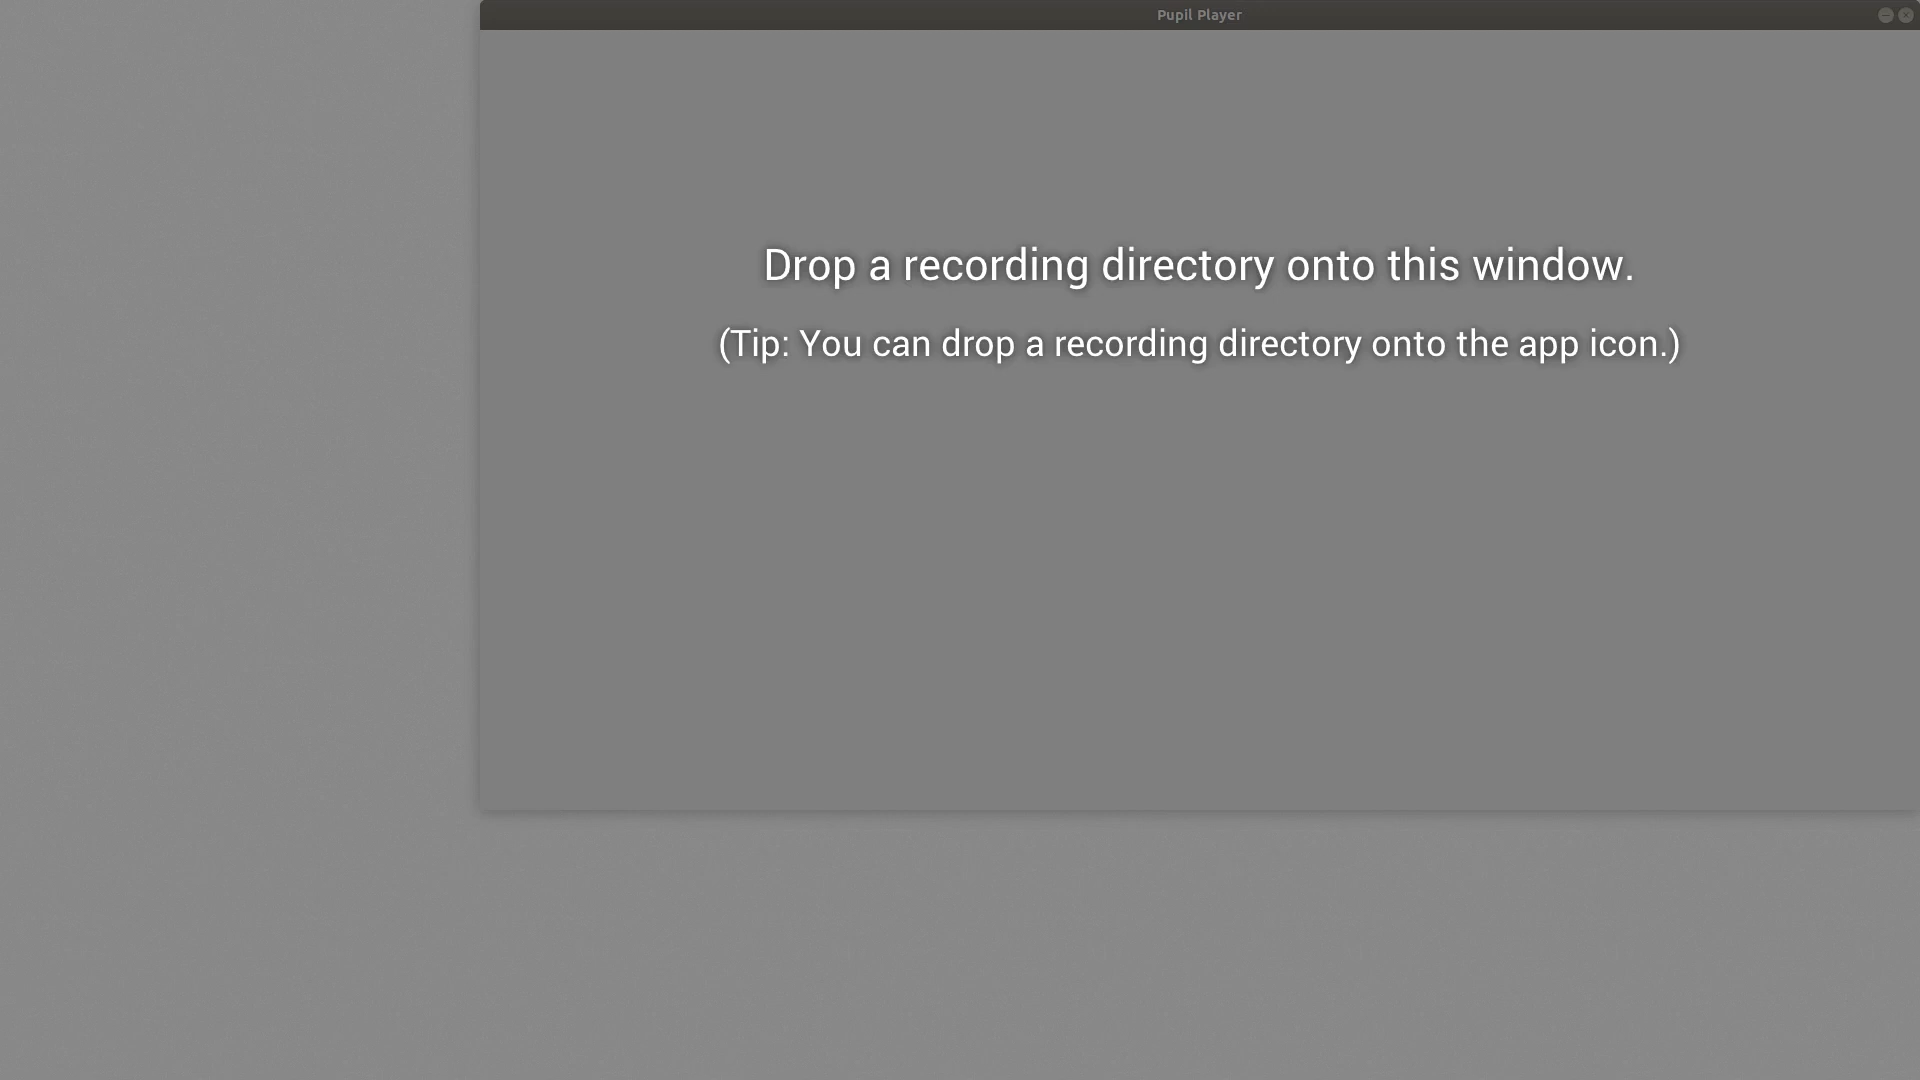 Pupil Player
Drop a recording directory onto this window.
(Tip: You can drop a recording directory onto the app icon.)